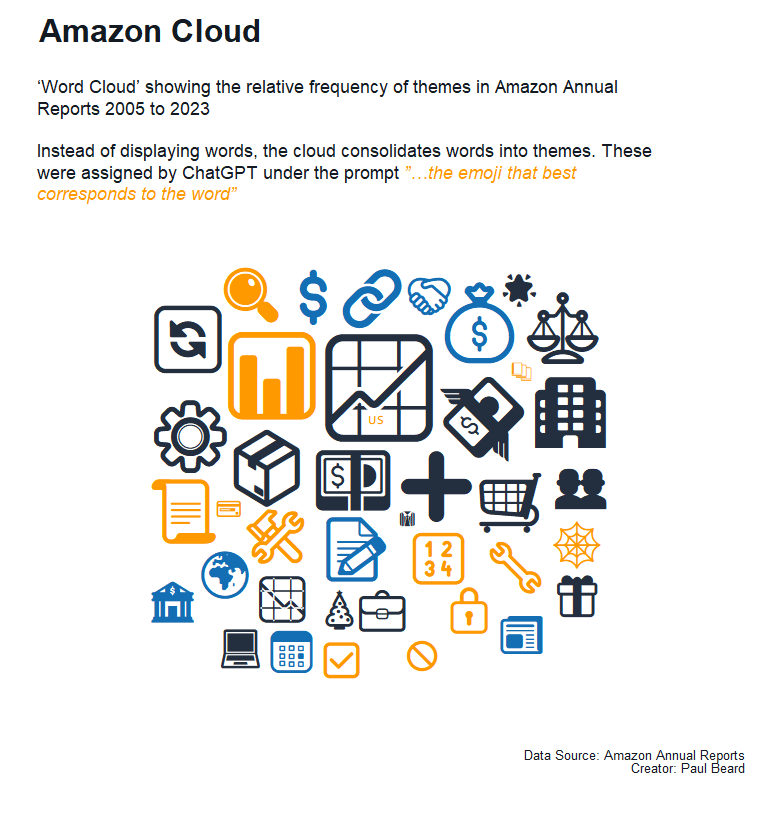 Amazon Cloud
‘Word Cloud’ showing the relative frequency of themes in Amazon Annual
Reports 2005 to 2023
Instead of displaying words, the cloud consolidates words into themes. These
were assigned by ChatGPT under the prompt ”…the emoji that best
corresponds to the word”
$
$
US
$
$
1 2
3 4
$
Data Source: Amazon Annual Reports
Creator: Paul Beard